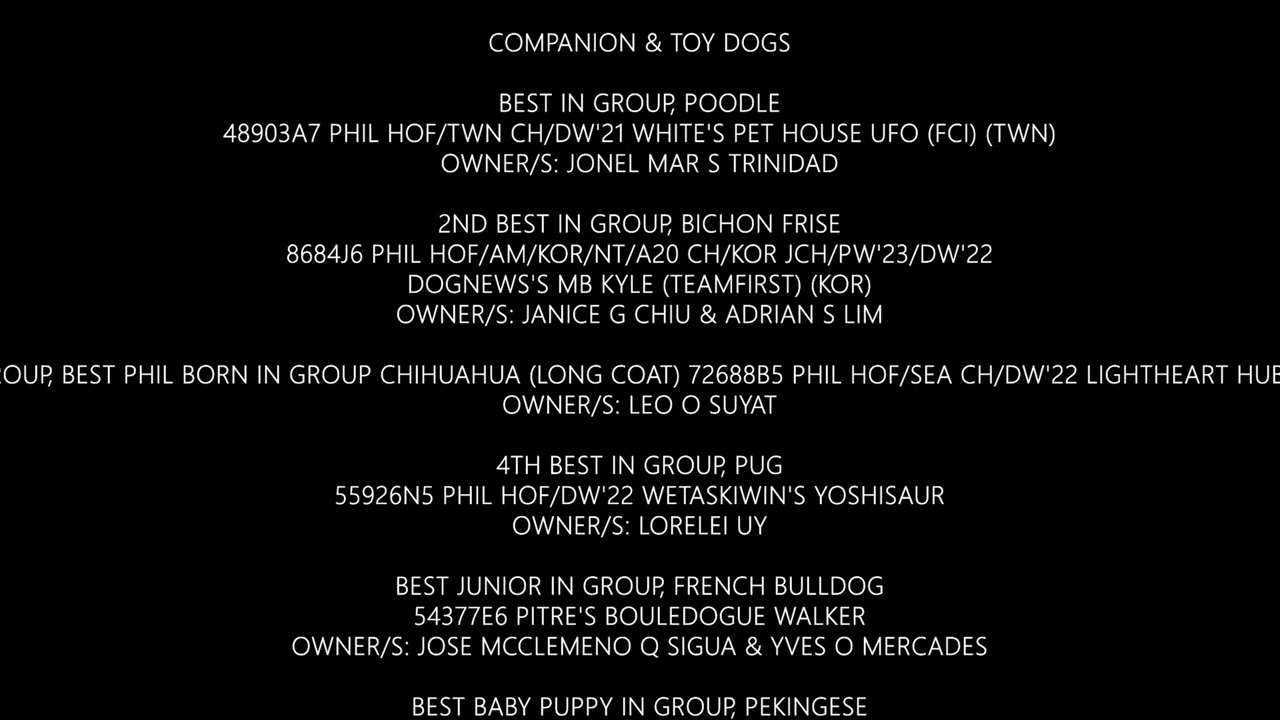 COMPANION & TOY DOGS
BEST IN GROUP, POODLE
48903A7 PHIL HOF/TWN CH/DW'21 WHITE'S PET HOUSE UFO (FCI) (TWN)
OWNER/S: JONEL MAR S TRINIDAD
2ND BEST IN GROUP, BICHON FRISE
8684J6 PHIL HOF/AM/KOR/NT/A20 CH/KOR JCH/PW'23/DW'22
DOGNEWS'S MB KYLE (TEAMFIRST) (KOR)
OWNER/S: JANICE G CHIU & ADRIAN S LIM
OUP, BEST PHIL BORN IN GROUP CHIHUAHUA (LONG COAT) 72688B5 PHIL HOF/SEA CH/DW'22 LIGHTHEART HUB
OWNER/S: LEO O SUYAT
4TH BEST IN GROUP, PUG
55926N5 PHIL HOF/DW'22 WETASKIWIN'S YOSHISAUR
OWNER/S: LORELEI UY
BEST JUNIOR IN GROUP, FRENCH BULLDOG
54377E6 PITRE'S BOULEDOGUE WALKER
OWNER/S: JOSE MCCLEMENO Q SIGUA & YVES O MERCADES
BEST BABY PUPPY IN GROUP, PEKINGESE